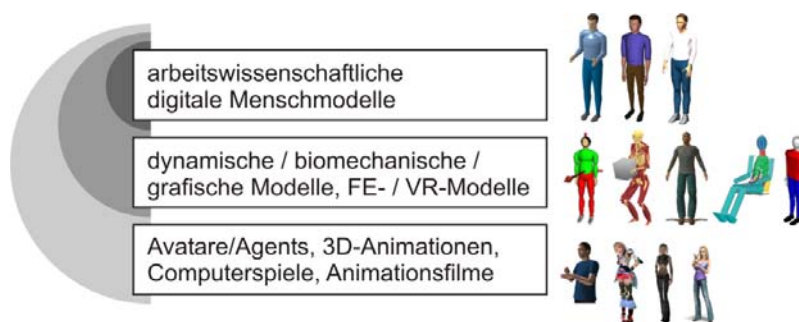 arbeitswissenschaftliche
digitale Menschmodelle
dynamische / biomechanische /
grafische Modelle, FE- / VR-Modelle
Avatare/Agents, 3D-Animationen,
Computerspiele, Animationsfilme